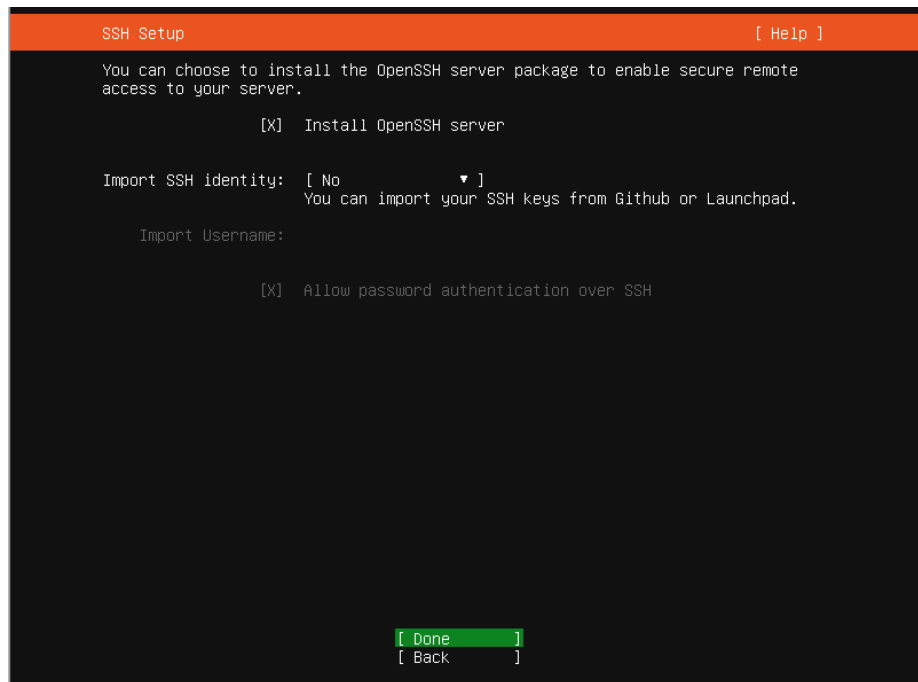 SSH Setup [ Help ]
You can choose to install the OpenSSH server package to enable secure remote
access to your server.
[X] Install OpenSSH server
Import SSH identity: [ No ▾ ]
You can import your SSH keys from Github or Launchpad.
Import Username:
[X] Allow password authentication over SSH
[ Done ]
[ Back ]